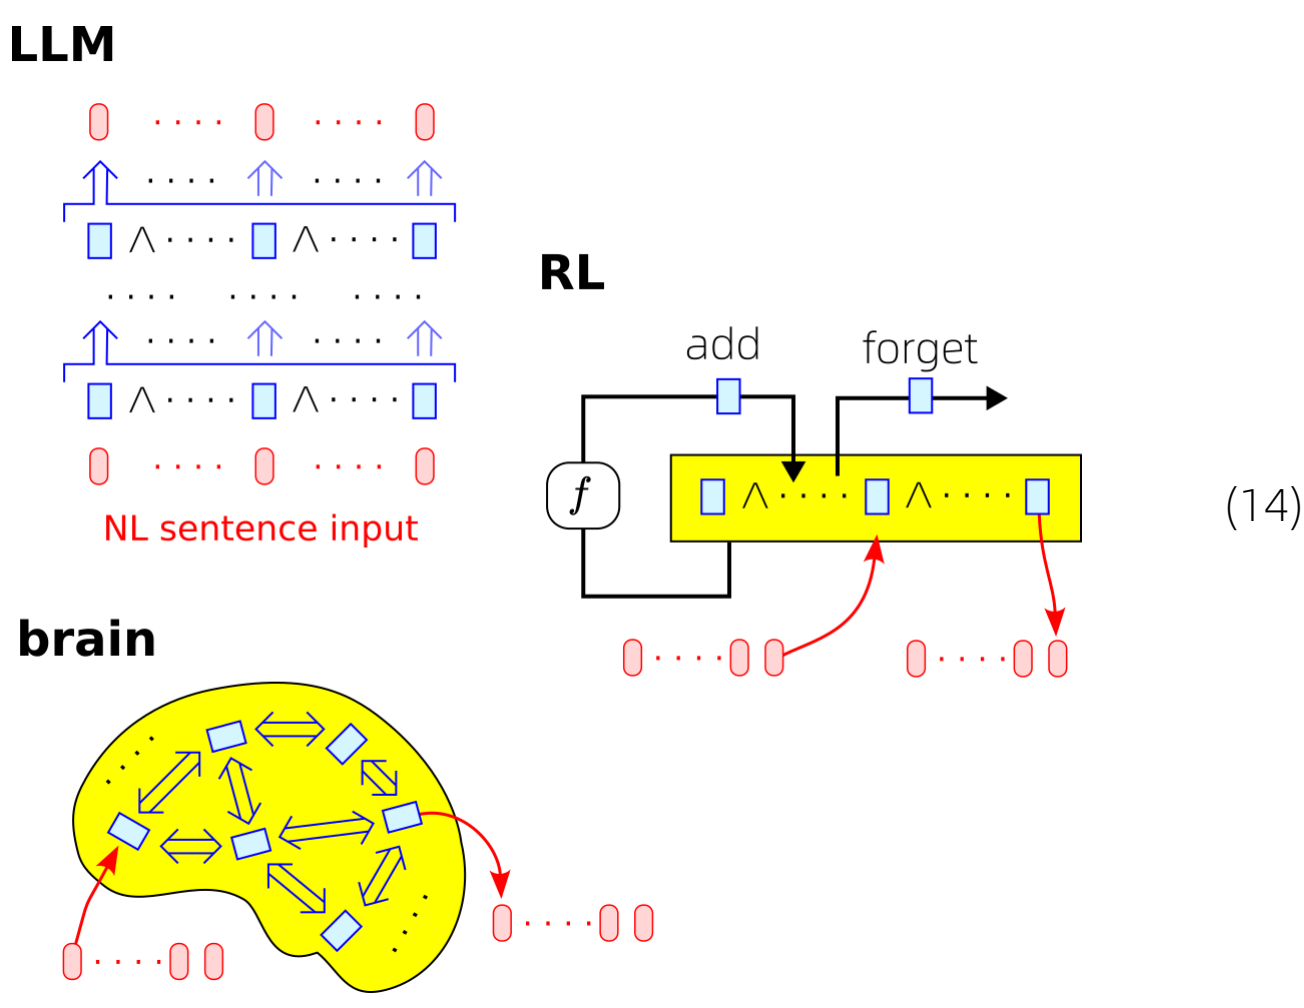 LLM
∧ ···· ∧ ····
∧ ···· ∧ ····
NL sentence input
RL
add
forget
f
∧ ···· ∧ ····
(14)
brain